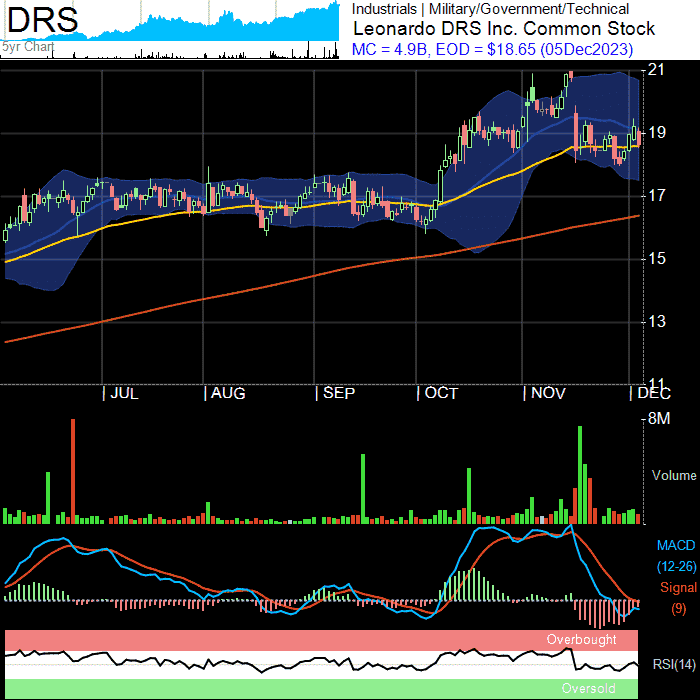 DRS
5yr Chart
Industrials | Military/Government/Technical
Leonardo DRS Inc. Common Stock
MC = 4.9B, EOD = $18.65 (05Dec2023)
21
19
17
15
13
11
JUL AUG SEP OCT NOV DEC
8M
Volume
MACD
(12-26)
Signal
(9)
Overbought
RSI(14)
Oversold